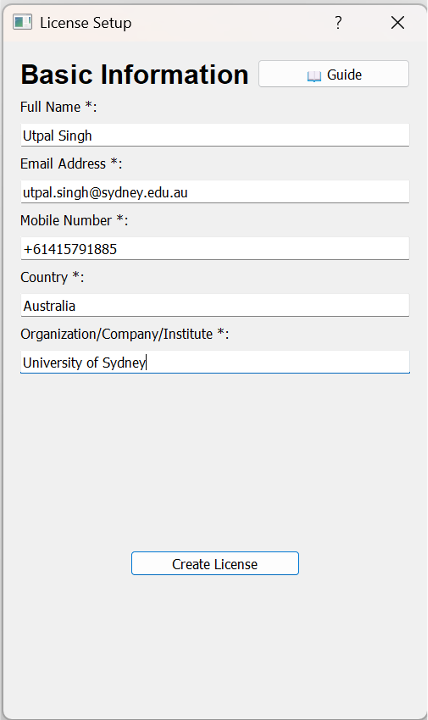 License Setup
Basic Information
Guide
Full Name *:
Utpal Singh
Email Address *:
utpal.singh@sydney.edu.au
Mobile Number *:
+61415791885
Country *:
Australia
Organization/Company/Institute *:
University of Sydney
Create License